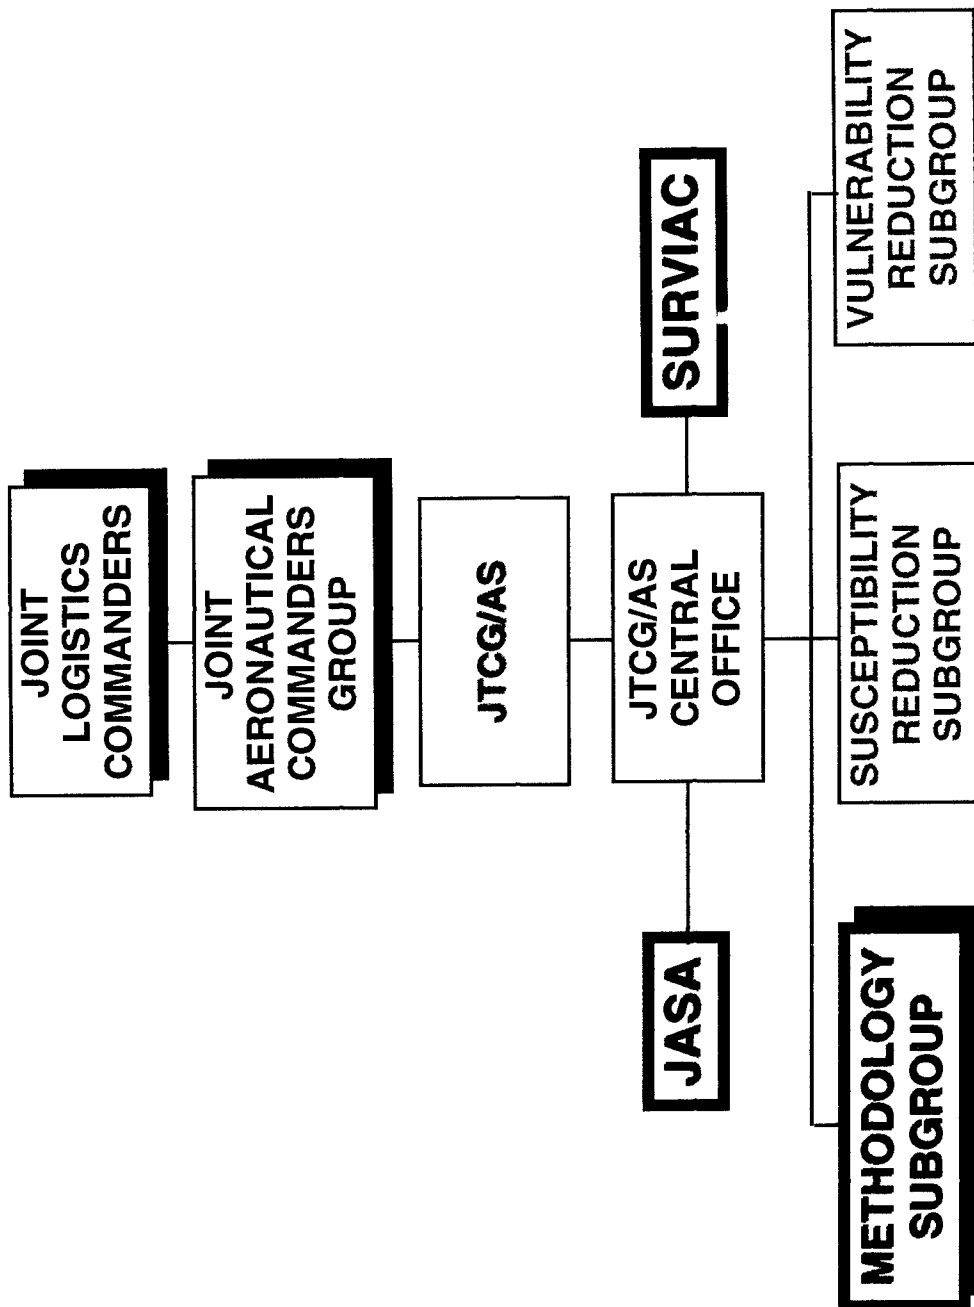 JOINT
LOGISTICS
COMMANDERS
JOINT
AERONAUTICAL
COMMANDERS
GROUP
JTCG/AS
JASA
JTCG/AS
CENTRAL
OFFICE
SURVIAC
METHODOLOGY
SUBGROUP
SUSCEPTIBILITY
REDUCTION
SUBGROUP
VULNERABILITY
REDUCTION
SUBGROUP